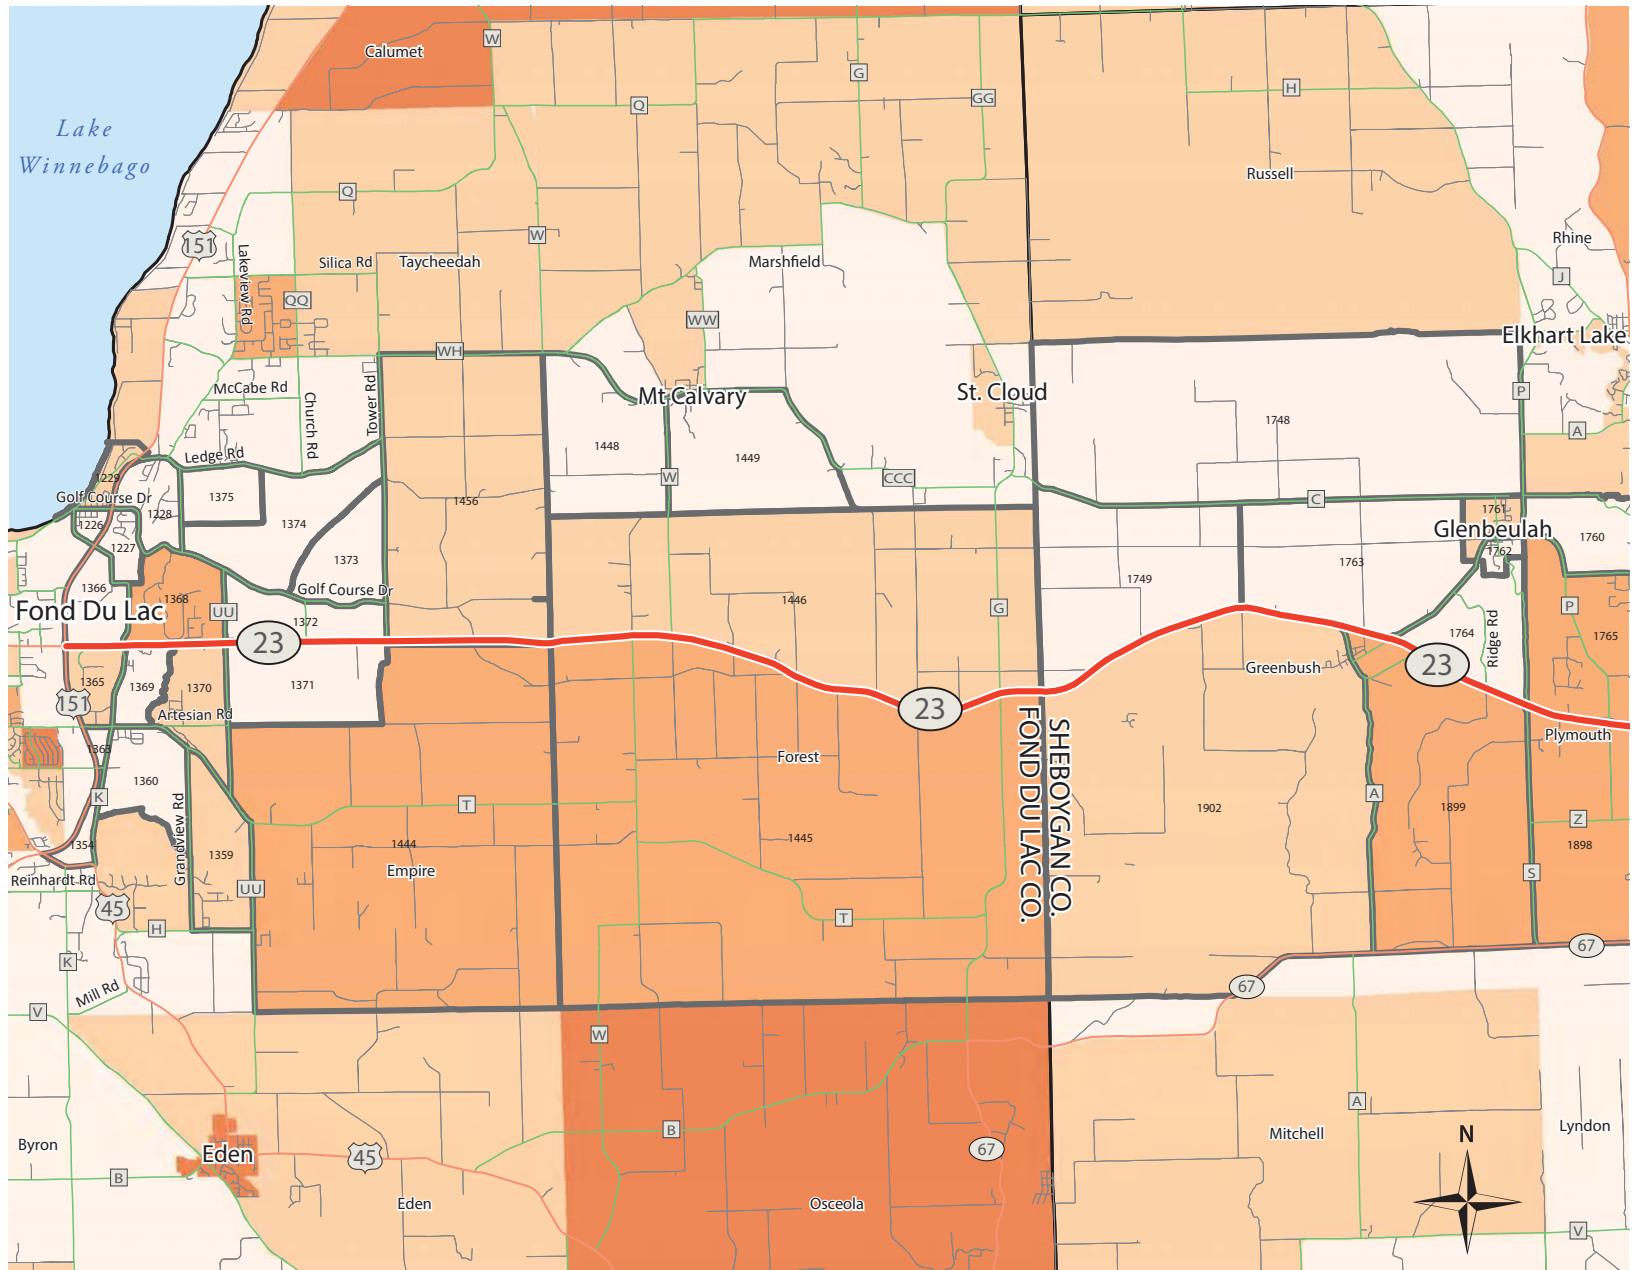 Calumet
W
G
GG
Q
H
Lake
Winnebago
Russell
Q
W
151
Rhine
Silica Rd
Taycheedah
Marshfield
Lakeview Rd
J
QQ
WW
Elkhart Lake
WH
McCabe Rd
Tower Rd
Mt Calvary
St. Cloud
P
Church Rd
1748
A
Ledge Rd
1448
1449
1229
W
CCC
Golf Course Dr
1375
1456
C
1228
1226
1374
1761
Glenbeulah
1760
1227
1762
1373
1763
1366
1749
Golf Course Dr
1368
1446
Fond Du Lac
UU
G
P
1372
1764
Ridge Rd
1765
23
Greenbush
23
1365
1369
1370
1371
151
Artesian Rd
23
SHEBOYGAN CO.
FOND DU LAC CO.
Plymouth
1363
Forest
1360
K
T
A
1902
1899
Z
1354
Grandview Rd
1359
1444
1445
1898
Reinhardt Rd
Empire
UU
S
45
T
H
67
K
Mill Rd
67
V
W
A
B
Byron
Mitchell
N
Lyndon
Eden
45
67
B
Eden
Osceola
V